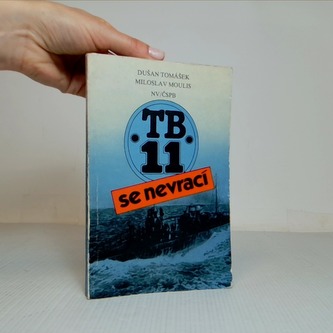 DUŠAN TOMÁŠEK
MILOSLAV MOULIS
NV/ČSPB
TB
11
se nevrací